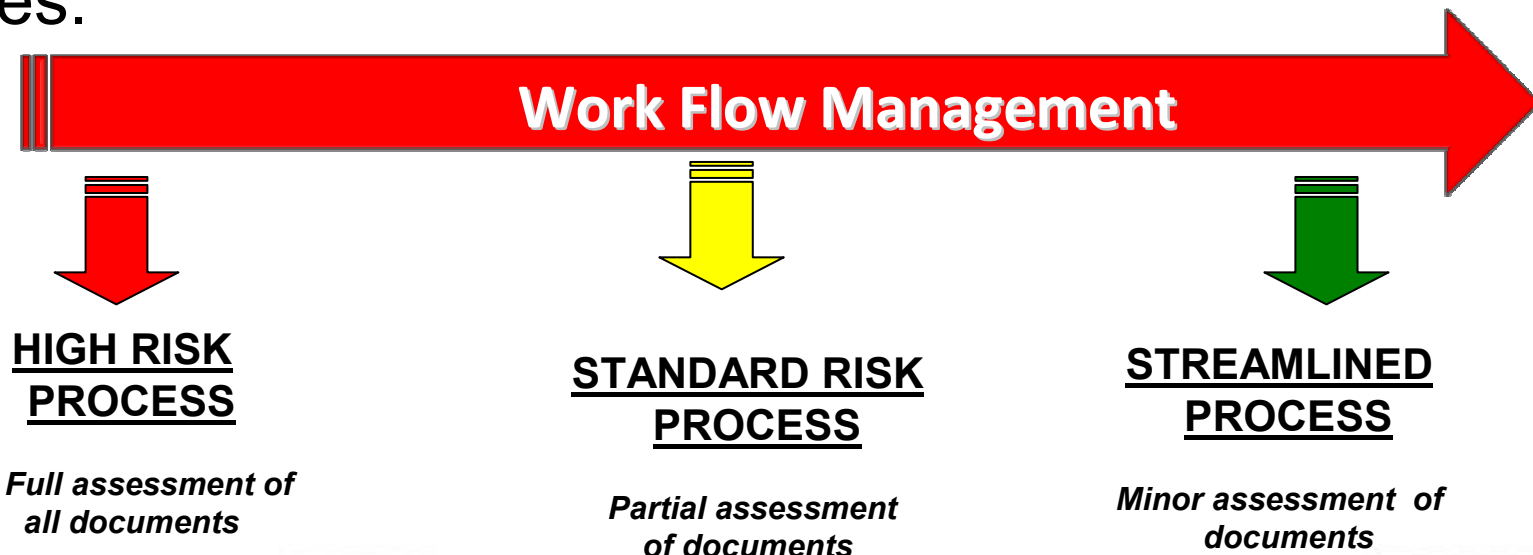 es.
Work Flow Management
HIGH RISK
PROCESS
Full assessment of
all documents
STANDARD RISK
PROCESS
Partial assessment
of documents
STREAMLINED
PROCESS
Minor assessment of
documents